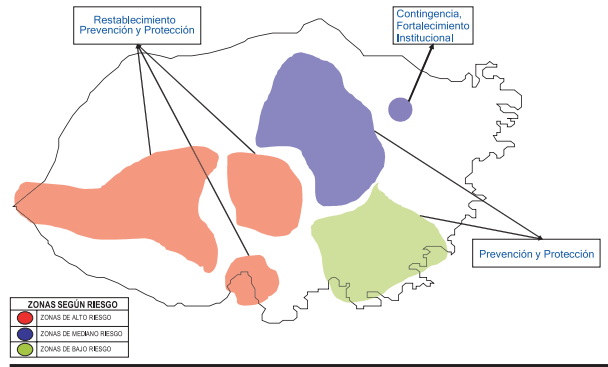 Restablecimiento
Prevención y Protección
Contingencia,
Fortalecimiento
Institucional
Prevención y Protección
ZONAS SEGÚN RIESGO
ZONAS DE ALTO RIESGO
ZONAS DE MEDIANO RIESGO
ZONAS DE BAJO RIESGO